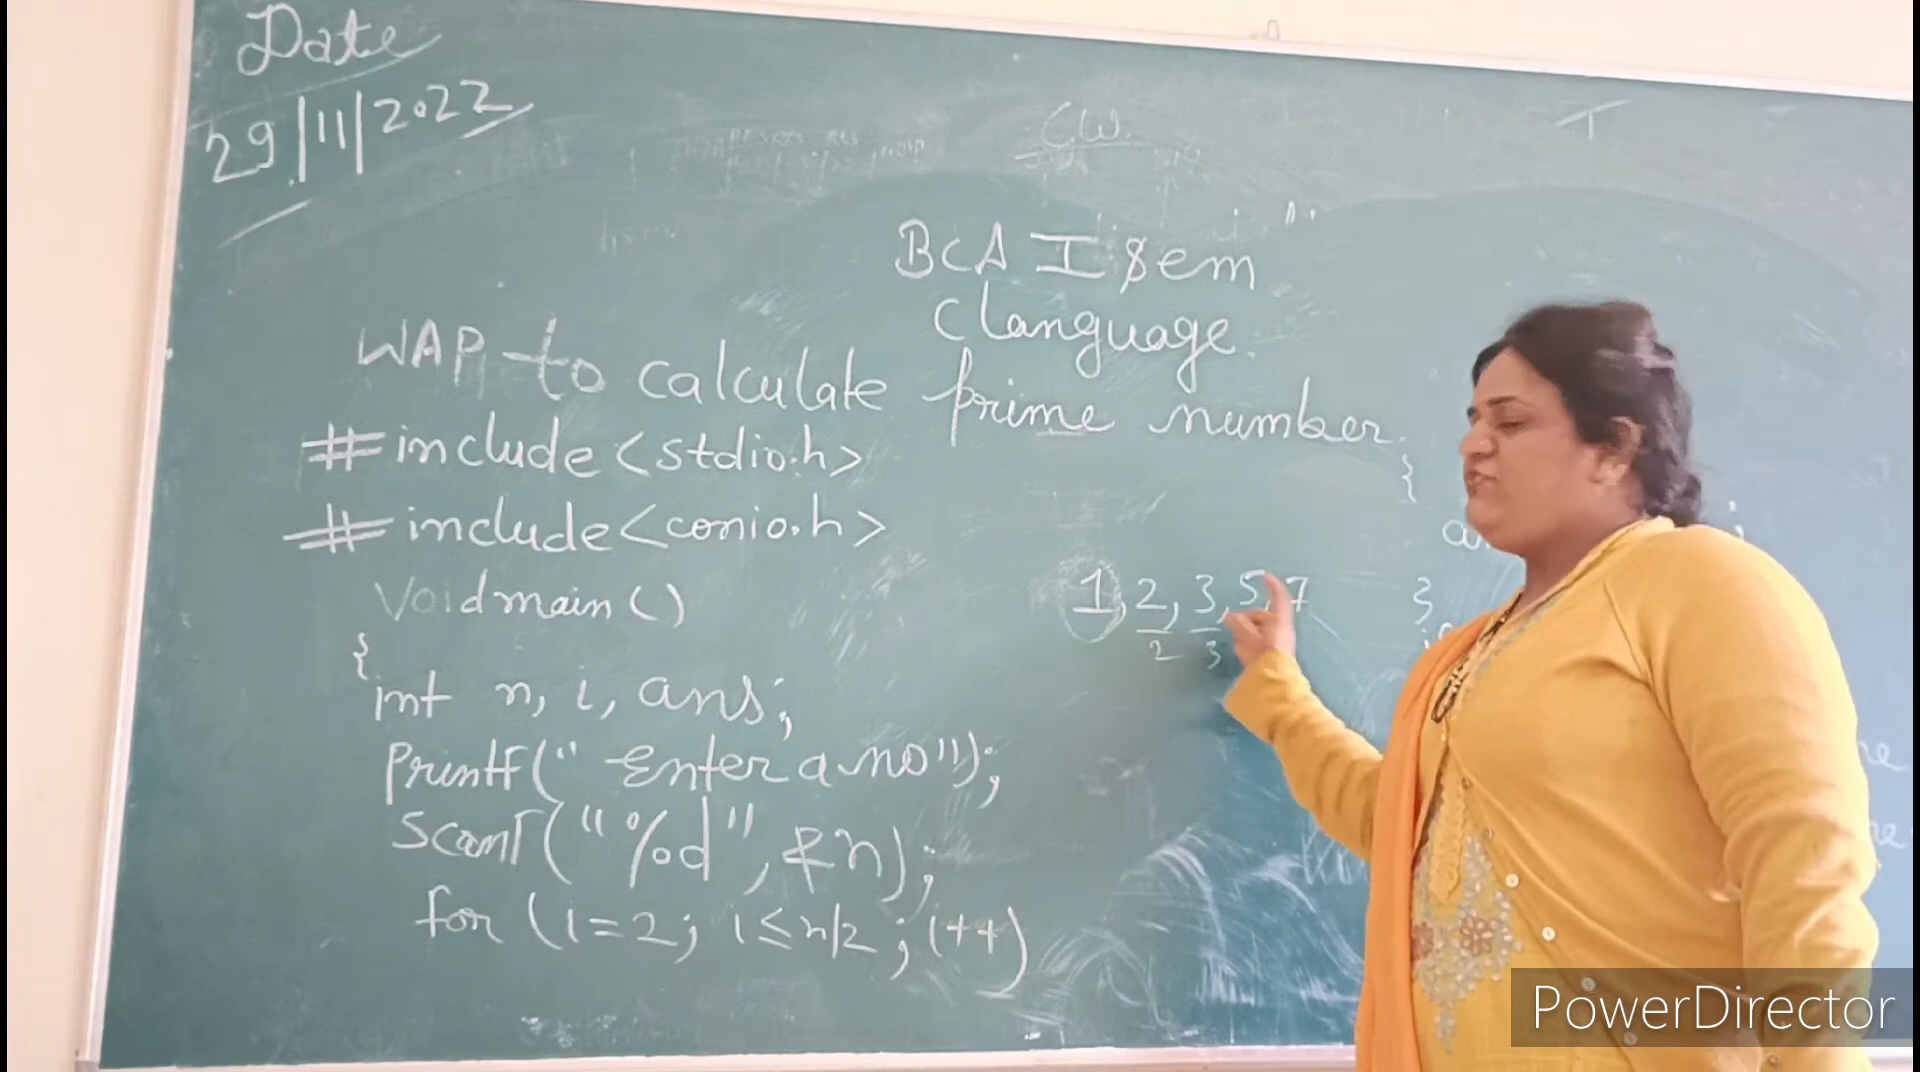 Date
29/11/2022
C.W.
BCA I Sem
C language.
WAP to calculate prime number.
#include <stdio.h>
#include <conio.h>
Void main ( )
{
int n, i, ans;
Printf (" Enter a no");
Scanf ("%d", &n);
for (i=2; i≤n/2; i++)
1, 2, 3, 5, 7
2 3
{
}
PowerDirector